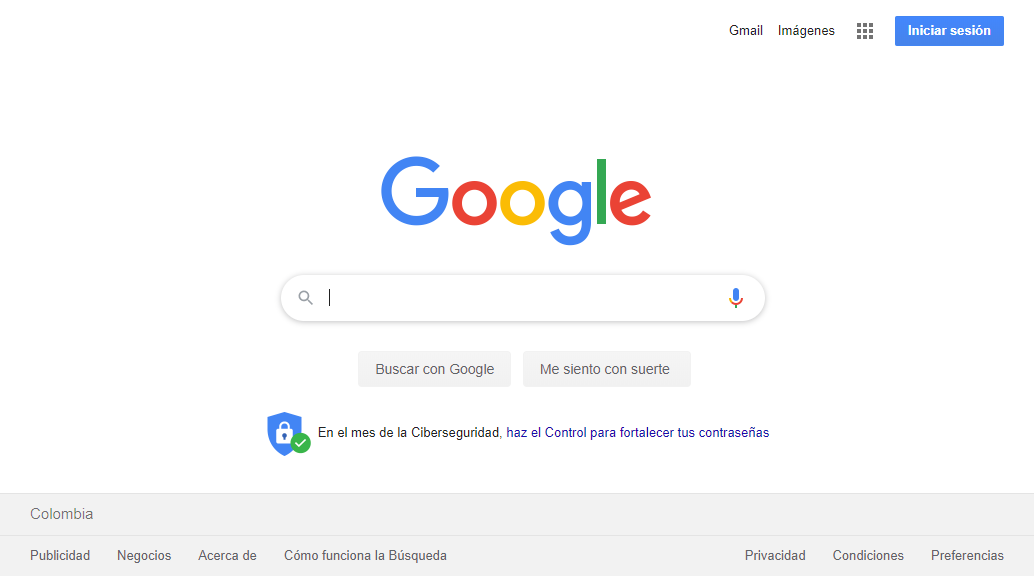 Gmail Imágenes Iniciar sesión
Google
Buscar con Google Me siento con suerte
En el mes de la Ciberseguridad, haz el Control para fortalecer tus contraseñas
Colombia
Publicidad Negocios Acerca de Cómo funciona la Búsqueda Privacidad Condiciones Preferencias